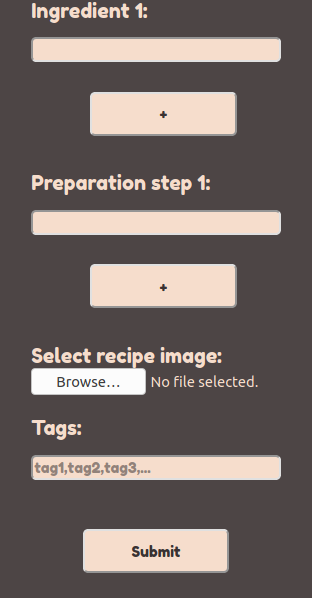 Ingredient 1:
+
Preparation step 1:
+
Select recipe image:
Browse... No file selected.
Tags:
tag1,tag2,tag3,...
Submit